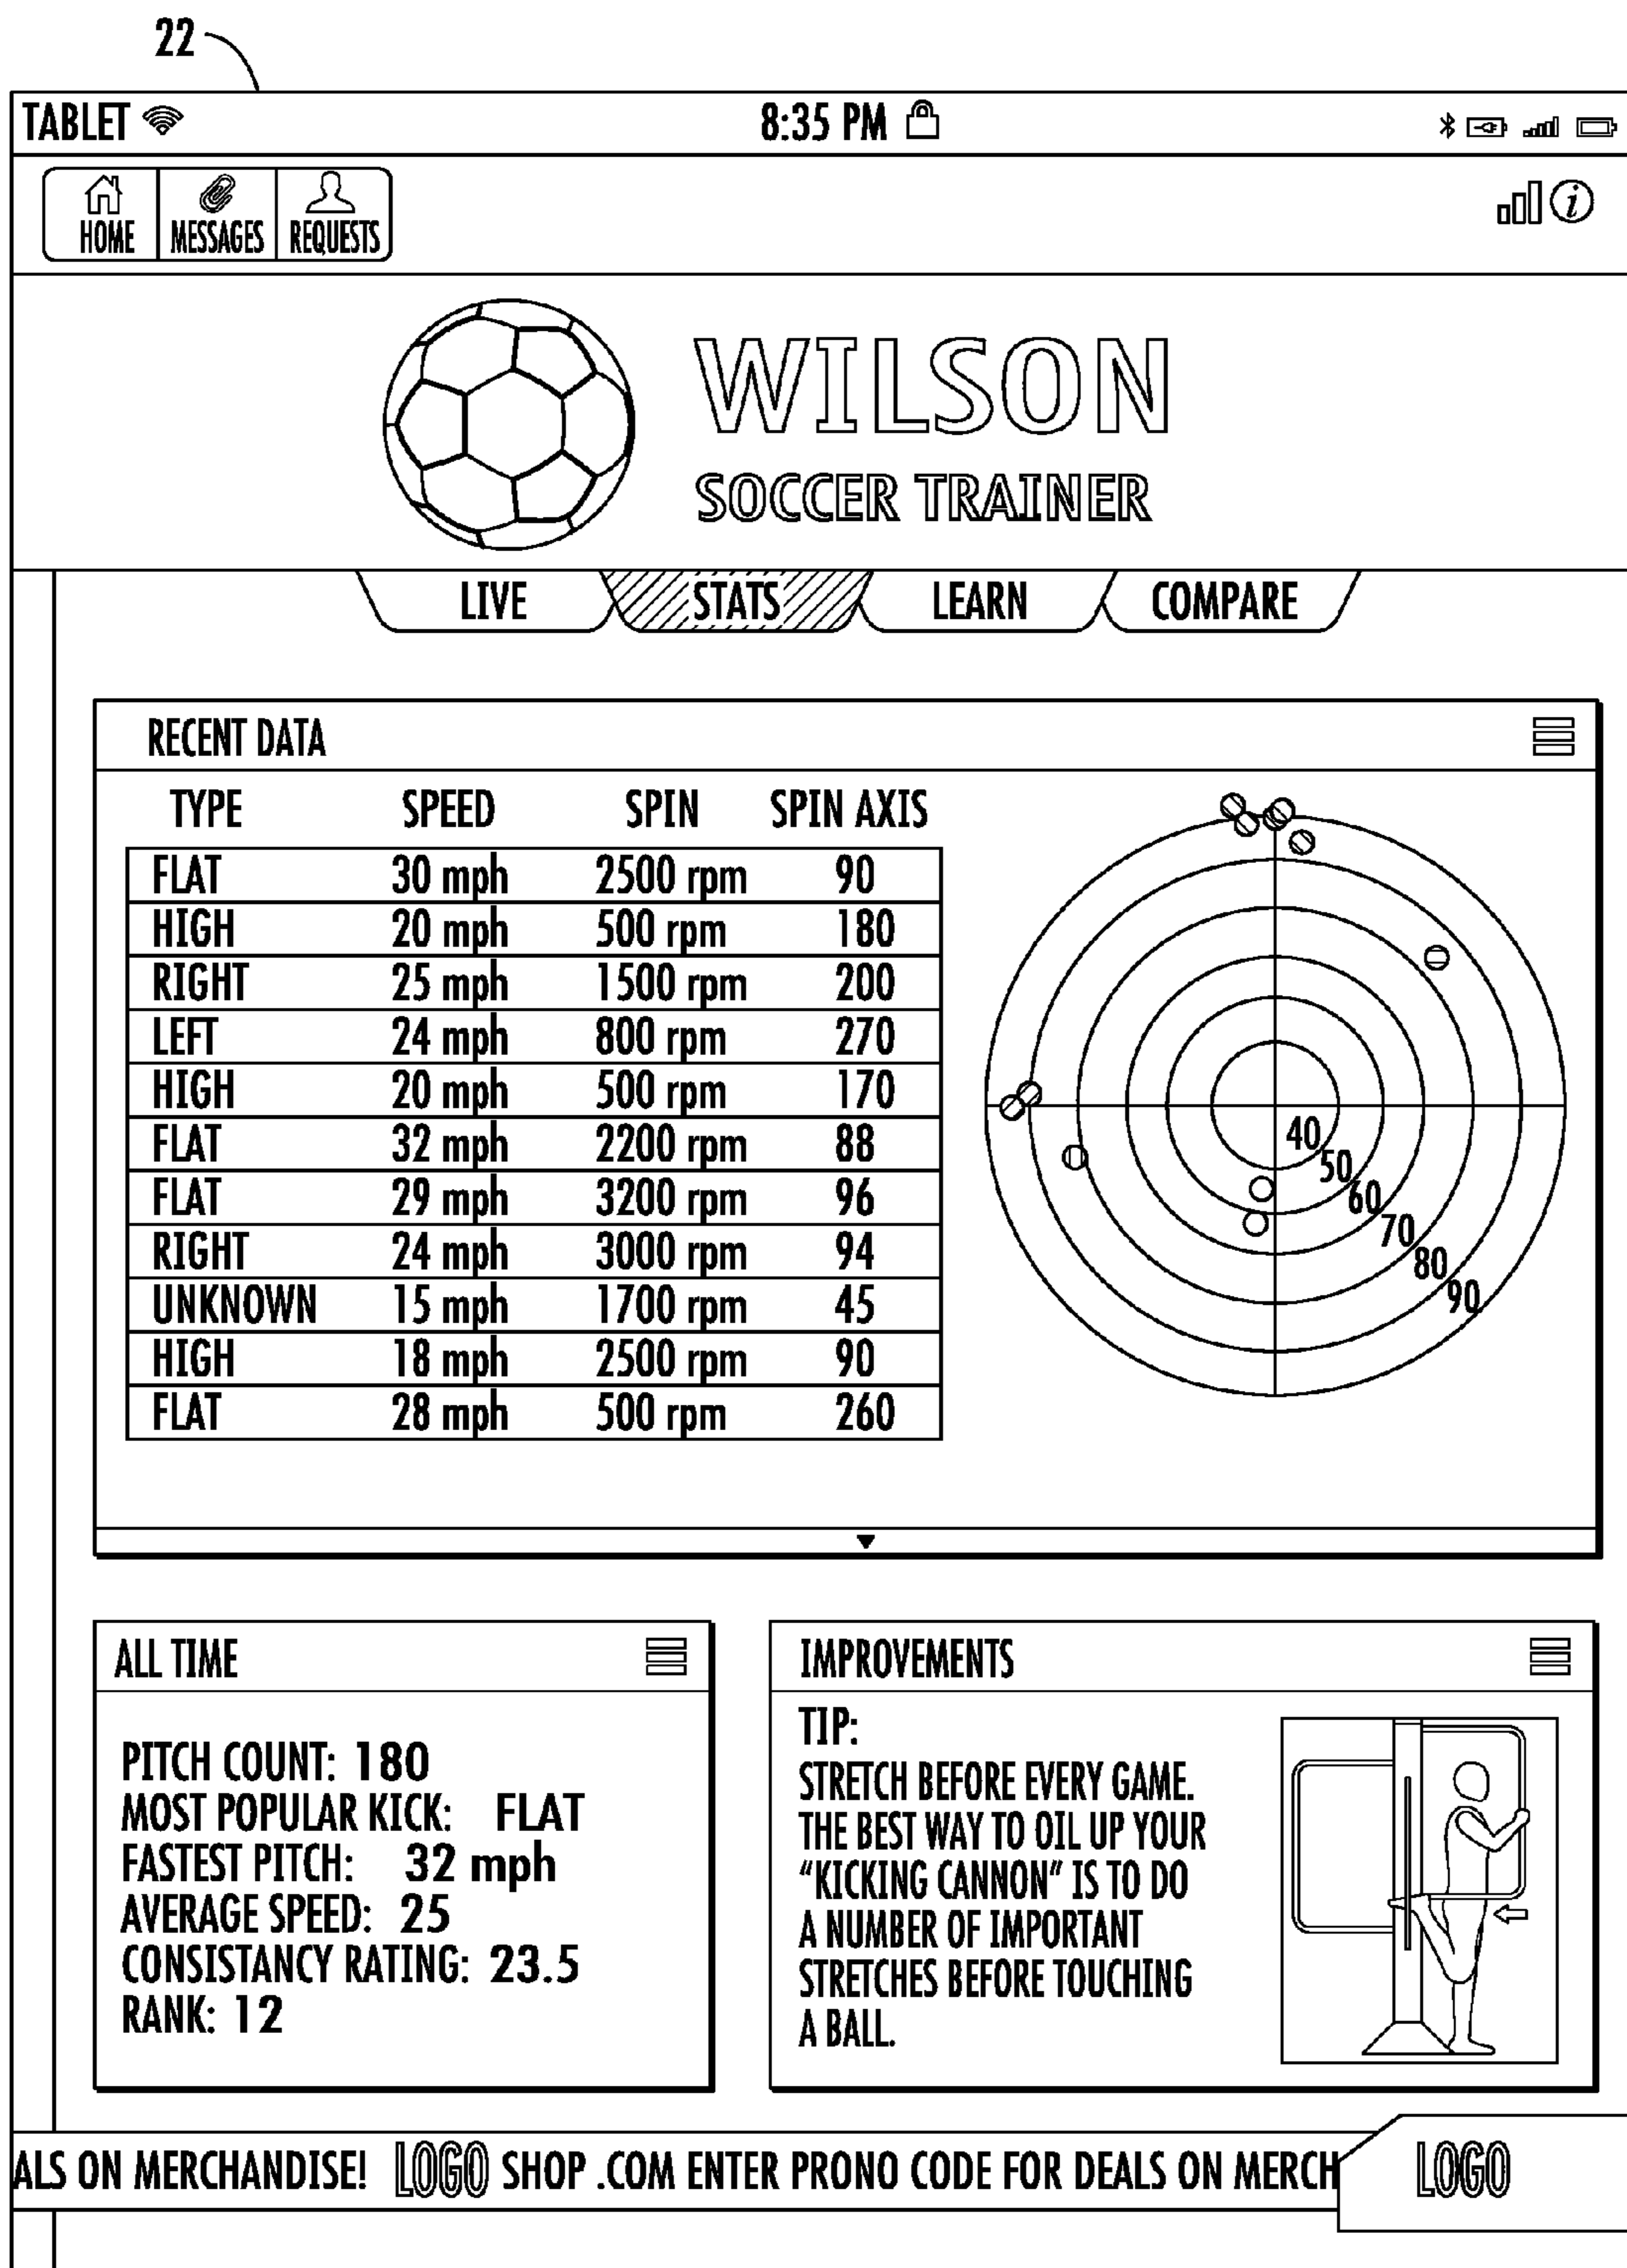 22
TABLET 8:35 PM
HOME MESSAGES REQUESTS i
WILSON
SOCCER TRAINER
LIVE STATS LEARN COMPARE
RECENT DATA
TYPE SPEED SPIN SPIN AXIS
FLAT 30 mph 2500 rpm 90
HIGH 20 mph 500 rpm 180
RIGHT 25 mph 1500 rpm 200
LEFT 24 mph 800 rpm 270
HIGH 20 mph 500 rpm 170
FLAT 32 mph 2200 rpm 88
FLAT 29 mph 3200 rpm 96
RIGHT 24 mph 3000 rpm 94
UNKNOWN 15 mph 1700 rpm 45
HIGH 18 mph 2500 rpm 90
FLAT 28 mph 500 rpm 260
40
50
60
70
80
90
ALL TIME
PITCH COUNT: 180
MOST POPULAR KICK: FLAT
FASTEST PITCH: 32 mph
AVERAGE SPEED: 25
CONSISTANCY RATING: 23.5
RANK: 12
IMPROVEMENTS
TIP:
STRETCH BEFORE EVERY GAME.
THE BEST WAY TO OIL UP YOUR
“KICKING CANNON” IS TO DO
A NUMBER OF IMPORTANT
STRETCHES BEFORE TOUCHING
A BALL.
ALS ON MERCHANDISE! LOGO SHOP .COM ENTER PRONO CODE FOR DEALS ON MERCH LOGO